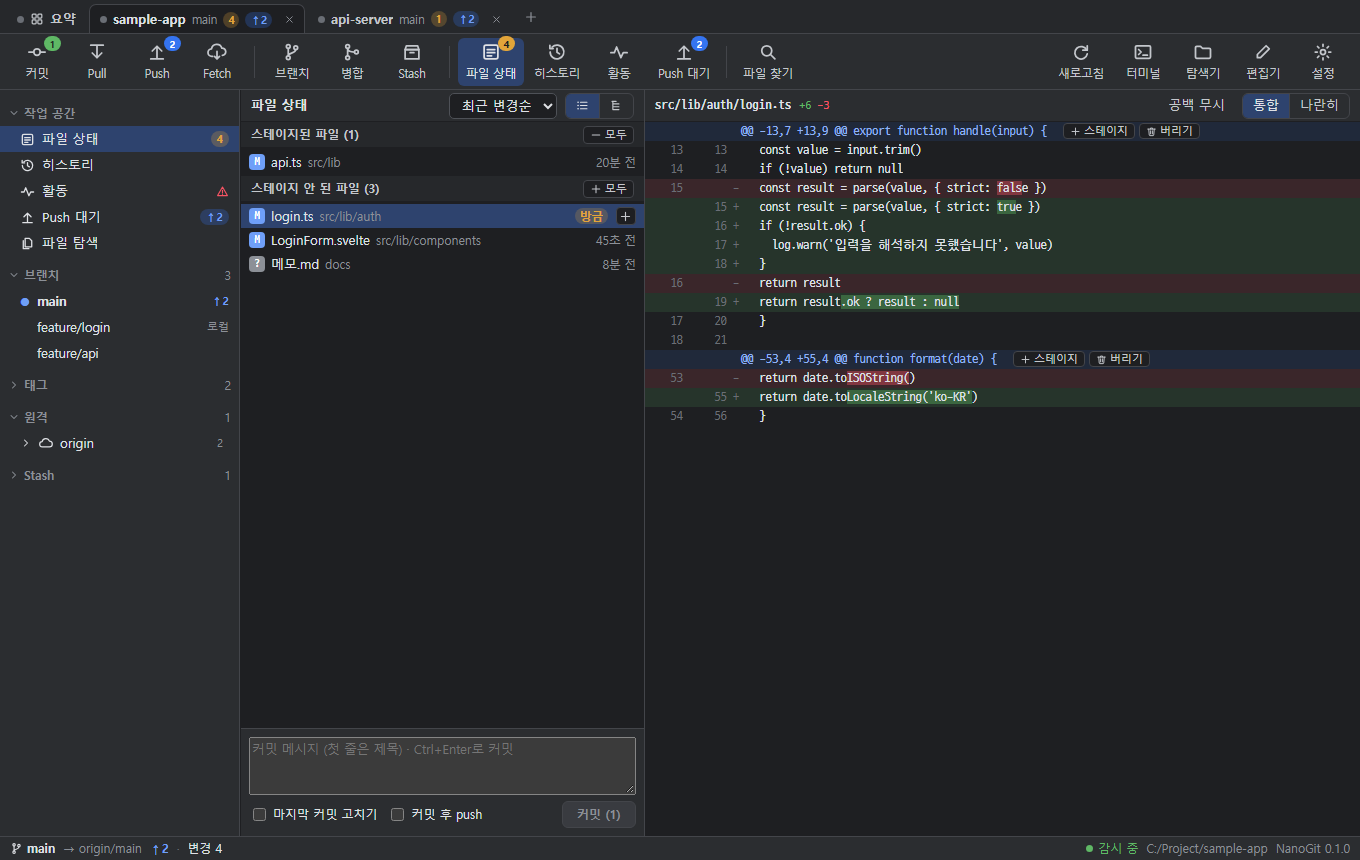 요약 sample-app main 4 ↑2 × api-server main 1 ↑2 × +
1 2 4 2
커밋 Pull Push Fetch 브랜치 병합 Stash 파일 상태 히스토리 활동 Push 대기 파일 찾기 새로고침 터미널 탐색기 편집기 설정
작업 공간
파일 상태 4
히스토리
활동
Push 대기 ↑2
파일 탐색
브랜치 3
main ↑2
feature/login 로컬
feature/api
태그 2
원격 1
origin 2
Stash 1
파일 상태 최근 변경순
스테이지된 파일 (1) − 모두
M api.ts src/lib 20분 전
스테이지 안 된 파일 (3) + 모두
M login.ts src/lib/auth 방금 +
M LoginForm.svelte src/lib/components 45초 전
? 메모.md docs 8분 전
커밋 메시지 (첫 줄은 제목) · Ctrl+Enter로 커밋
마지막 커밋 고치기 커밋 후 push 커밋 (1)
src/lib/auth/login.ts +6 −3 공백 무시 통합 나란히
@@ -13,7 +13,9 @@ export function handle(input) { + 스테이지 버리기
13 13 const value = input.trim()
14 14 if (!value) return null
15 - const result = parse(value, { strict: false })
15 + const result = parse(value, { strict: true })
16 + if (!result.ok) {
17 + log.warn('입력을 해석하지 못했습니다', value)
18 + }
16 - return result
19 + return result.ok ? result : null
17 20 }
18 21
@@ -53,4 +55,4 @@ function format(date) { + 스테이지 버리기
53 - return date.toISOString()
55 + return date.toLocaleString('ko-KR')
54 56 }
main → origin/main ↑2 · 변경 4 감시 중 C:/Project/sample-app NanoGit 0.1.0